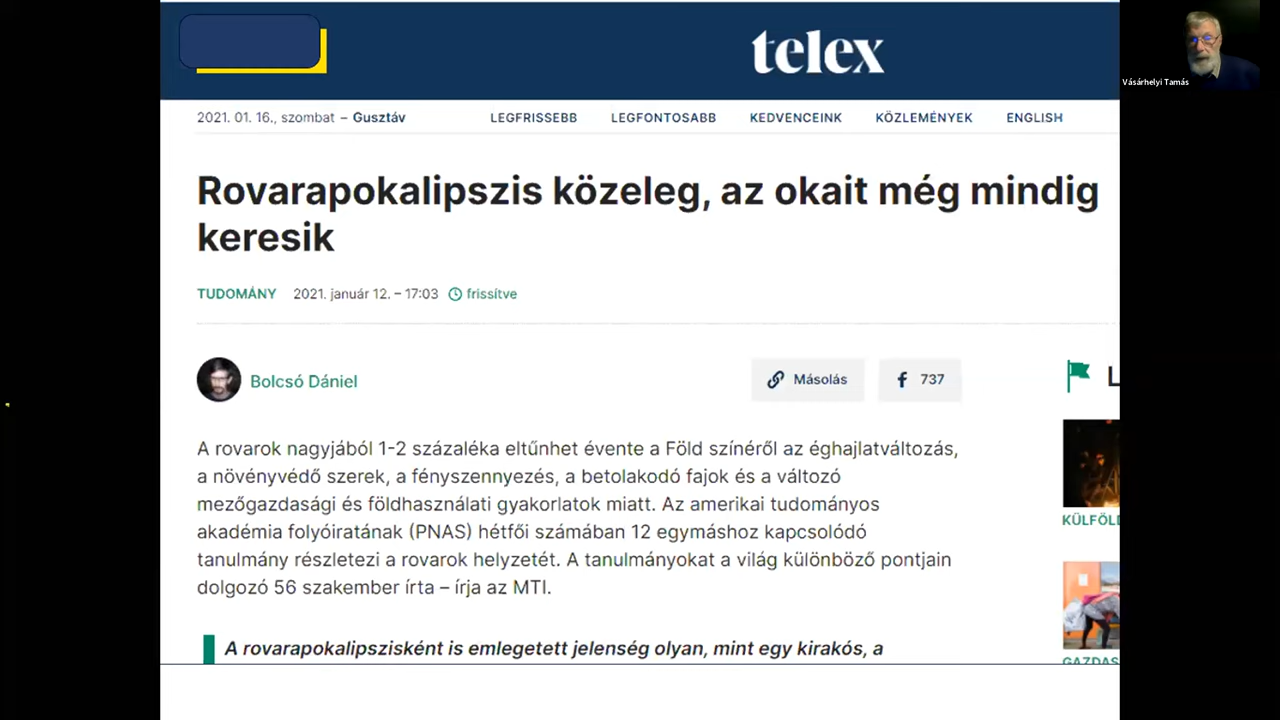 telex
Vásárhelyi Tamás
2021. 01. 16., szombat – Gusztáv
LEGFRISSEBB LEGFONTOSABB KEDVENCEINK KÖZLEMÉNYEK ENGLISH
Rovarapokalipszis közeleg, az okait még mindig
keresik
TUDOMÁNY 2021. január 12. – 17:03 frissítve
Bolcsó Dániel
Másolás
737
L
A rovarok nagyjából 1-2 százaléka eltűnhet évente a Föld színéről az éghajlatváltozás,
a növényvédő szerek, a fényszennyezés, a betolakodó fajok és a változó
mezőgazdasági és földhasználati gyakorlatok miatt. Az amerikai tudományos
akadémia folyóiratának (PNAS) hétfői számában 12 egymáshoz kapcsolódó
tanulmány részletezi a rovarok helyzetét. A tanulmányokat a világ különböző pontjain
dolgozó 56 szakember írta – írja az MTI.
A rovarapokalipszisként is emlegetett jelenség olyan, mint egy kirakós, a
KÜLFÖL
GAZDAS